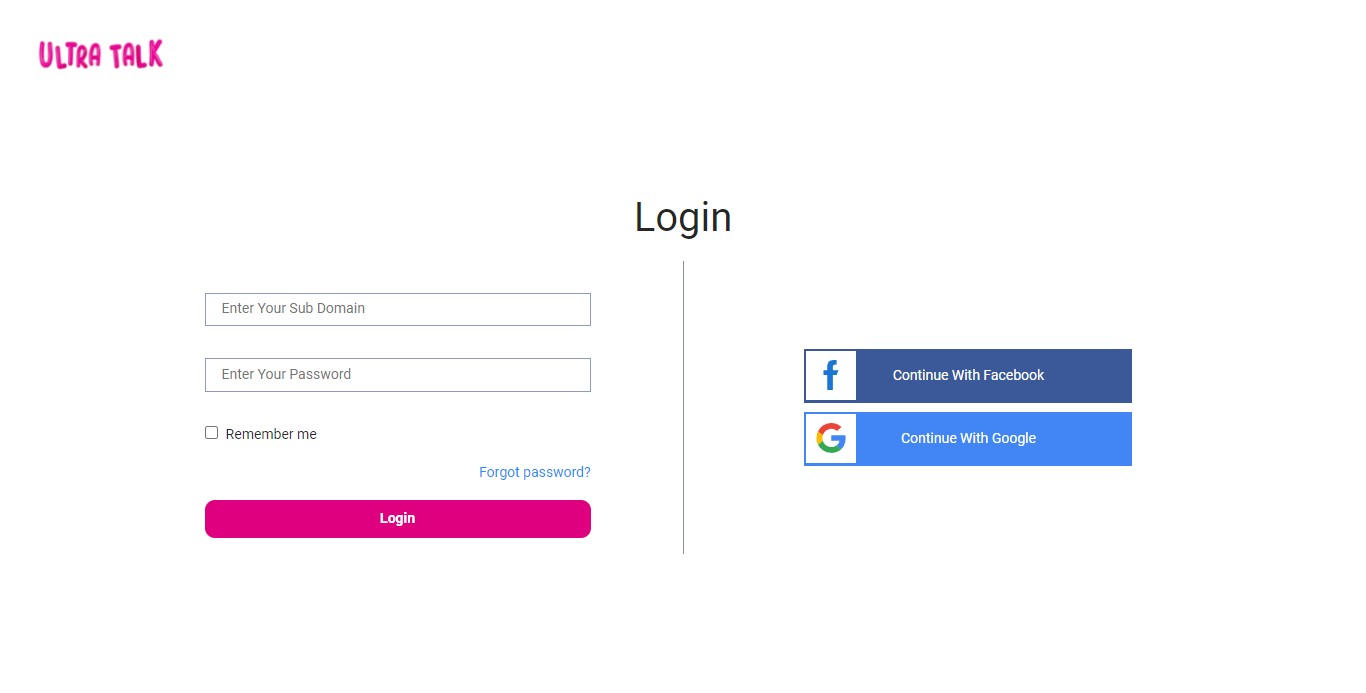 ULTRA TALK
Login
Enter Your Sub Domain
Enter Your Password
Remember me
Forgot password?
Login
Continue With Facebook
Continue With Google